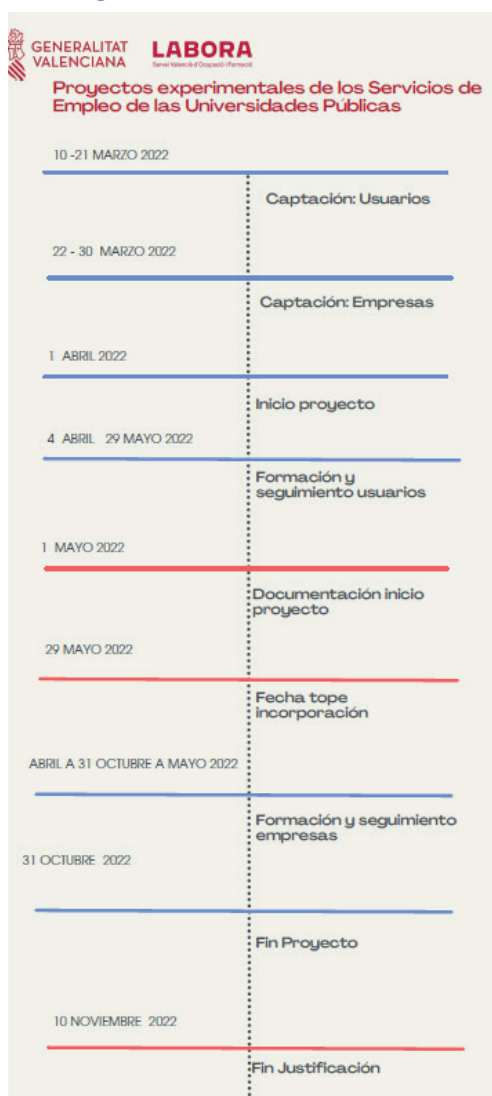 GENERALITAT
VALENCIANA
LABORA
Servei Valencià d'Ocupació i Formació
Proyectos experimentales de los Servicios de
Empleo de las Universidades Públicas
10 -21 MARZO 2022
Captación: Usuarios
22 - 30 MARZO 2022
Captación: Empresas
1 ABRIL 2022
Inicio proyecto
4 ABRIL 29 MAYO 2022
Formación y
seguimiento usuarios
1 MAYO 2022
Documentación inicio
proyecto
29 MAYO 2022
Fecha tope
incorporación
ABRIL A 31 OCTUBRE A MAYO 2022
Formación y seguimiento
empresas
31 OCTUBRE 2022
Fin Proyecto
10 NOVIEMBRE 2022
Fin Justificación